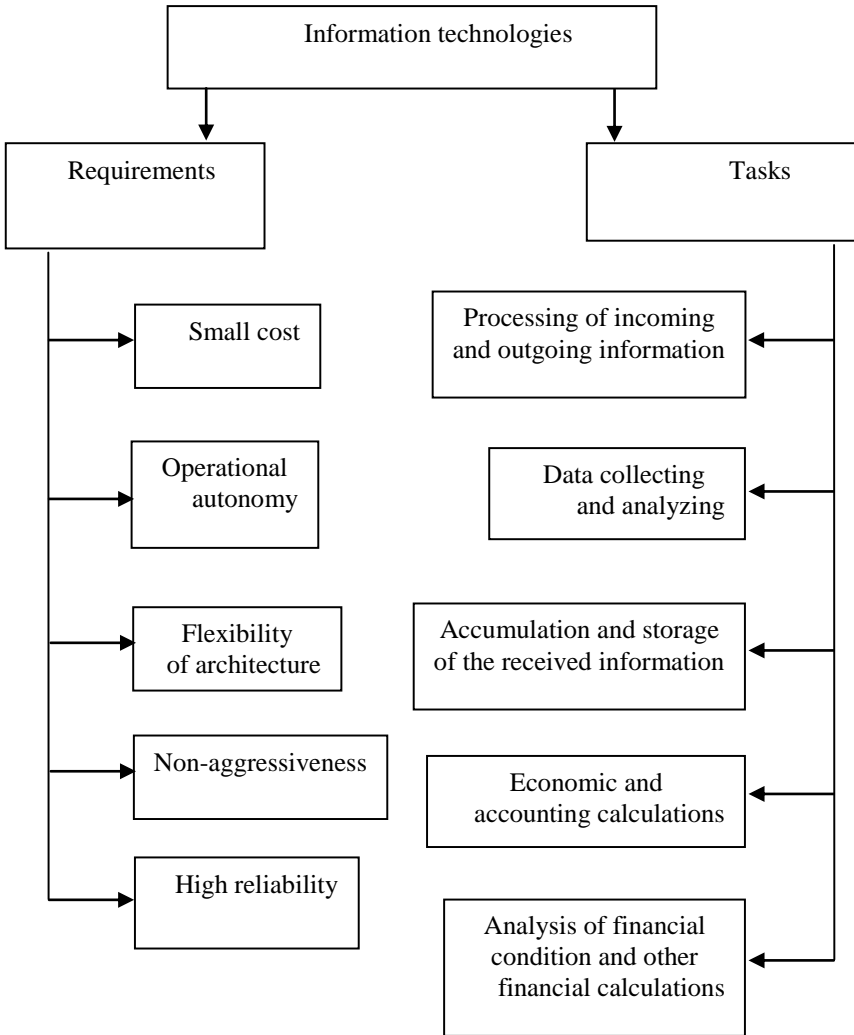 Information technologies
Requirements
Tasks
Small cost
Operational
autonomy
Flexibility
of architecture
Non-aggressiveness
High reliability
Processing of incoming
and outgoing information
Data collecting
and analyzing
Accumulation and storage
of the received information
Economic and
accounting calculations
Analysis of financial
condition and other
financial calculations